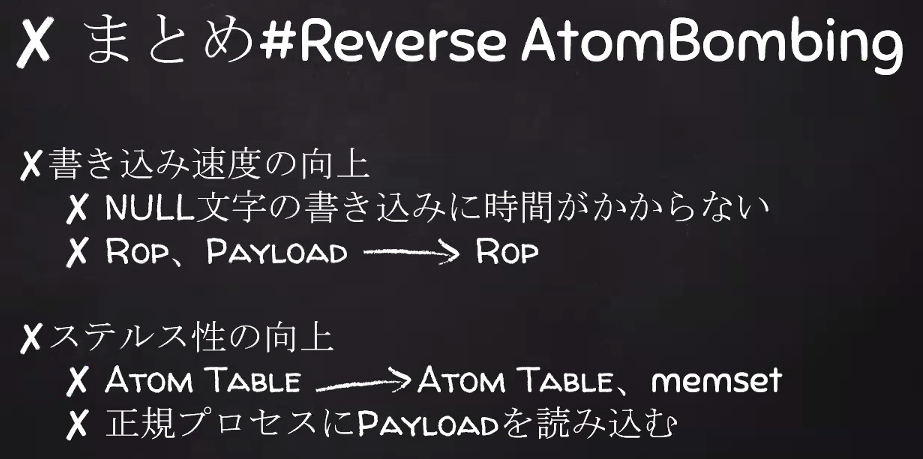 ✗ まとめ#Reverse AtomBombing
✗書き込み速度の向上
✗ NULL文字の書き込みに時間がかからない
✗ ROP、PAYLOAD → ROP
✗ステルス性の向上
✗ ATOM TABLE →ATOM TABLE、memset
✗ 正規プロセスにPAYLOADを読み込む